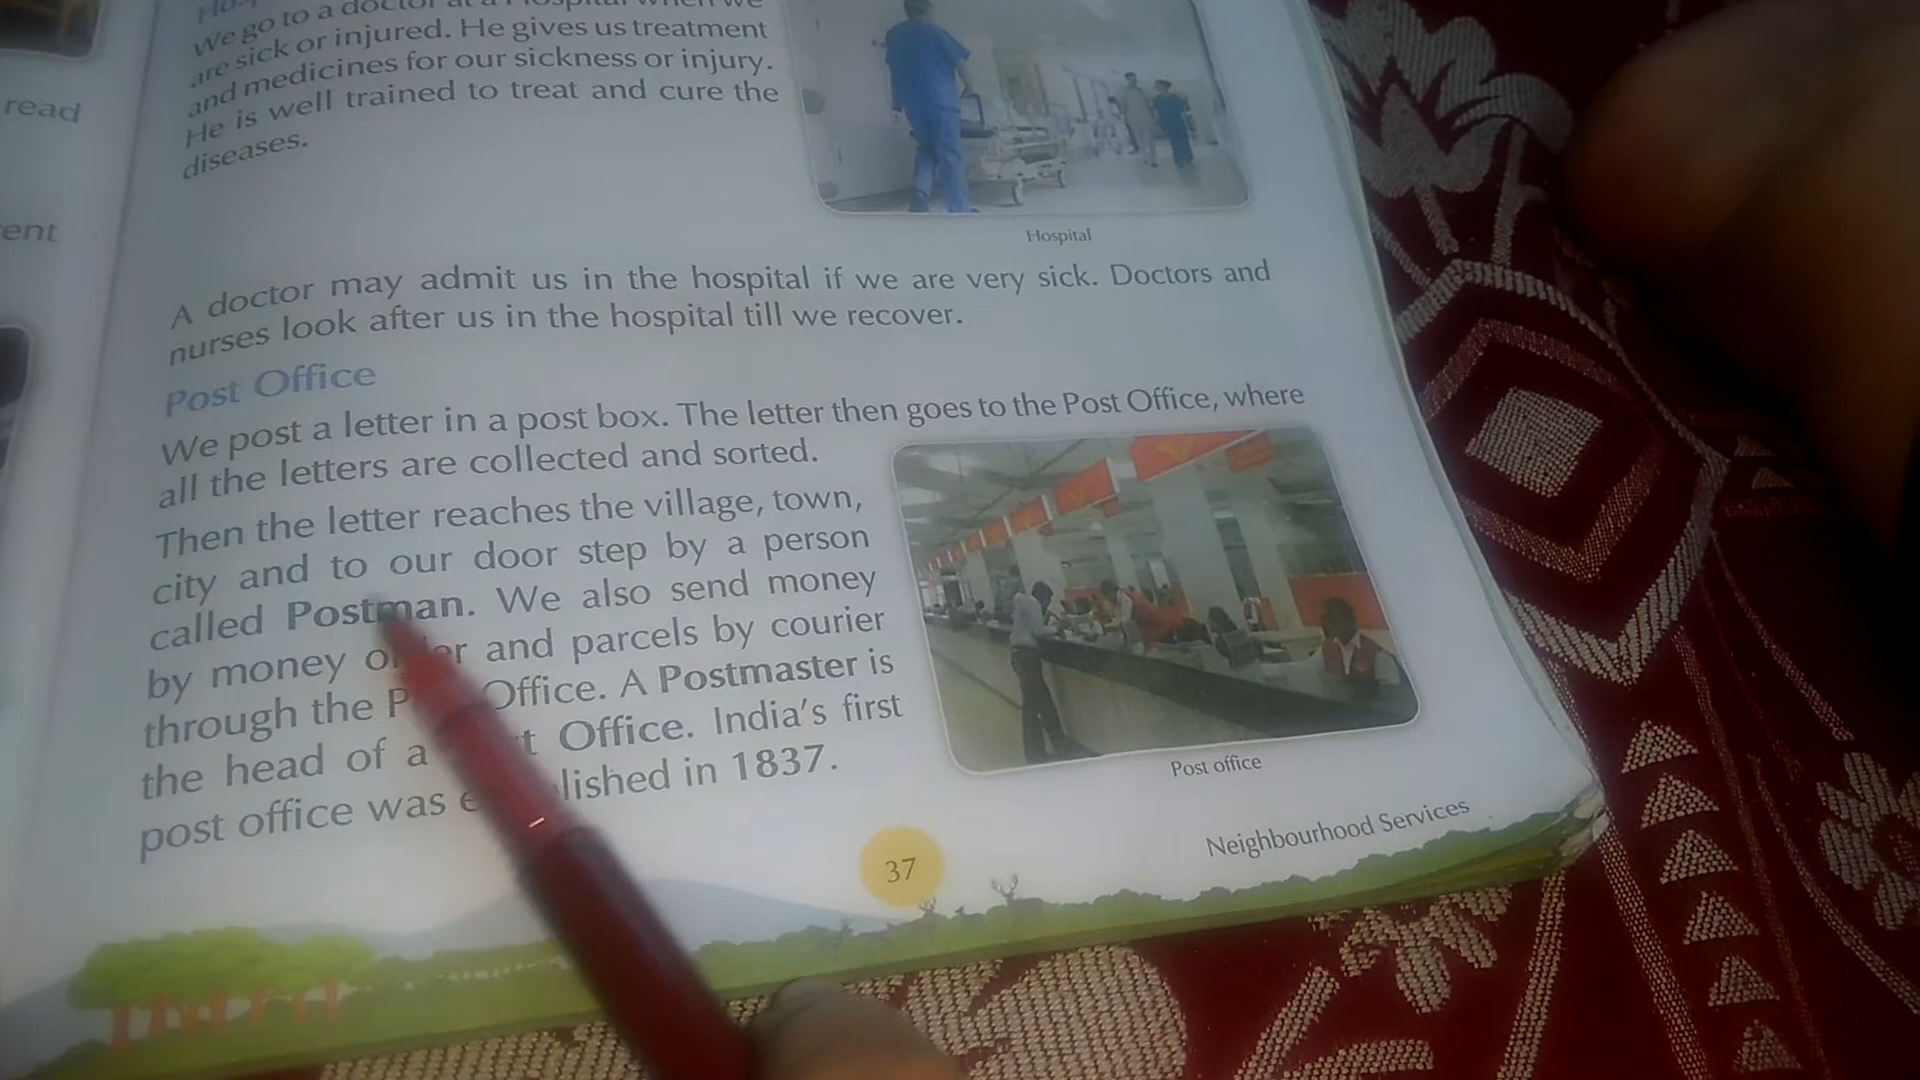 We go to a doctor at a Hospital when we
are sick or injured. He gives us treatment
and medicines for our sickness or injury.
He is well trained to treat and cure the
diseases.
Hospital
A doctor may admit us in the hospital if we are very sick. Doctors and
nurses look after us in the hospital till we recover.
Post Office
We post a letter in a post box. The letter then goes to the Post Office, where
all the letters are collected and sorted.
Then the letter reaches the village, town,
city and to our door step by a person
called Postman. We also send money
by money and parcels by courier
through the Office. A Postmaster is
the head of a Office. India's first
post office was in 1837.
Post office
37
Neighbourhood Services
read